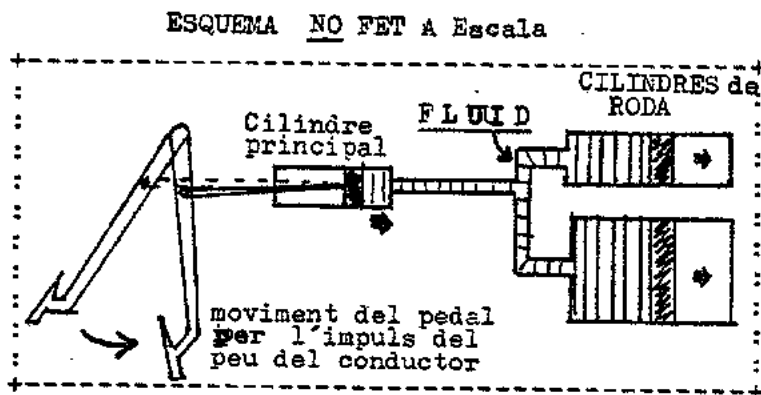 ESQUEMA NO FET A Escala
CILINDRES de
RODA
FLUID
Cilindre
principal
moviment del pedal
per l'impuls del
peu del conductor